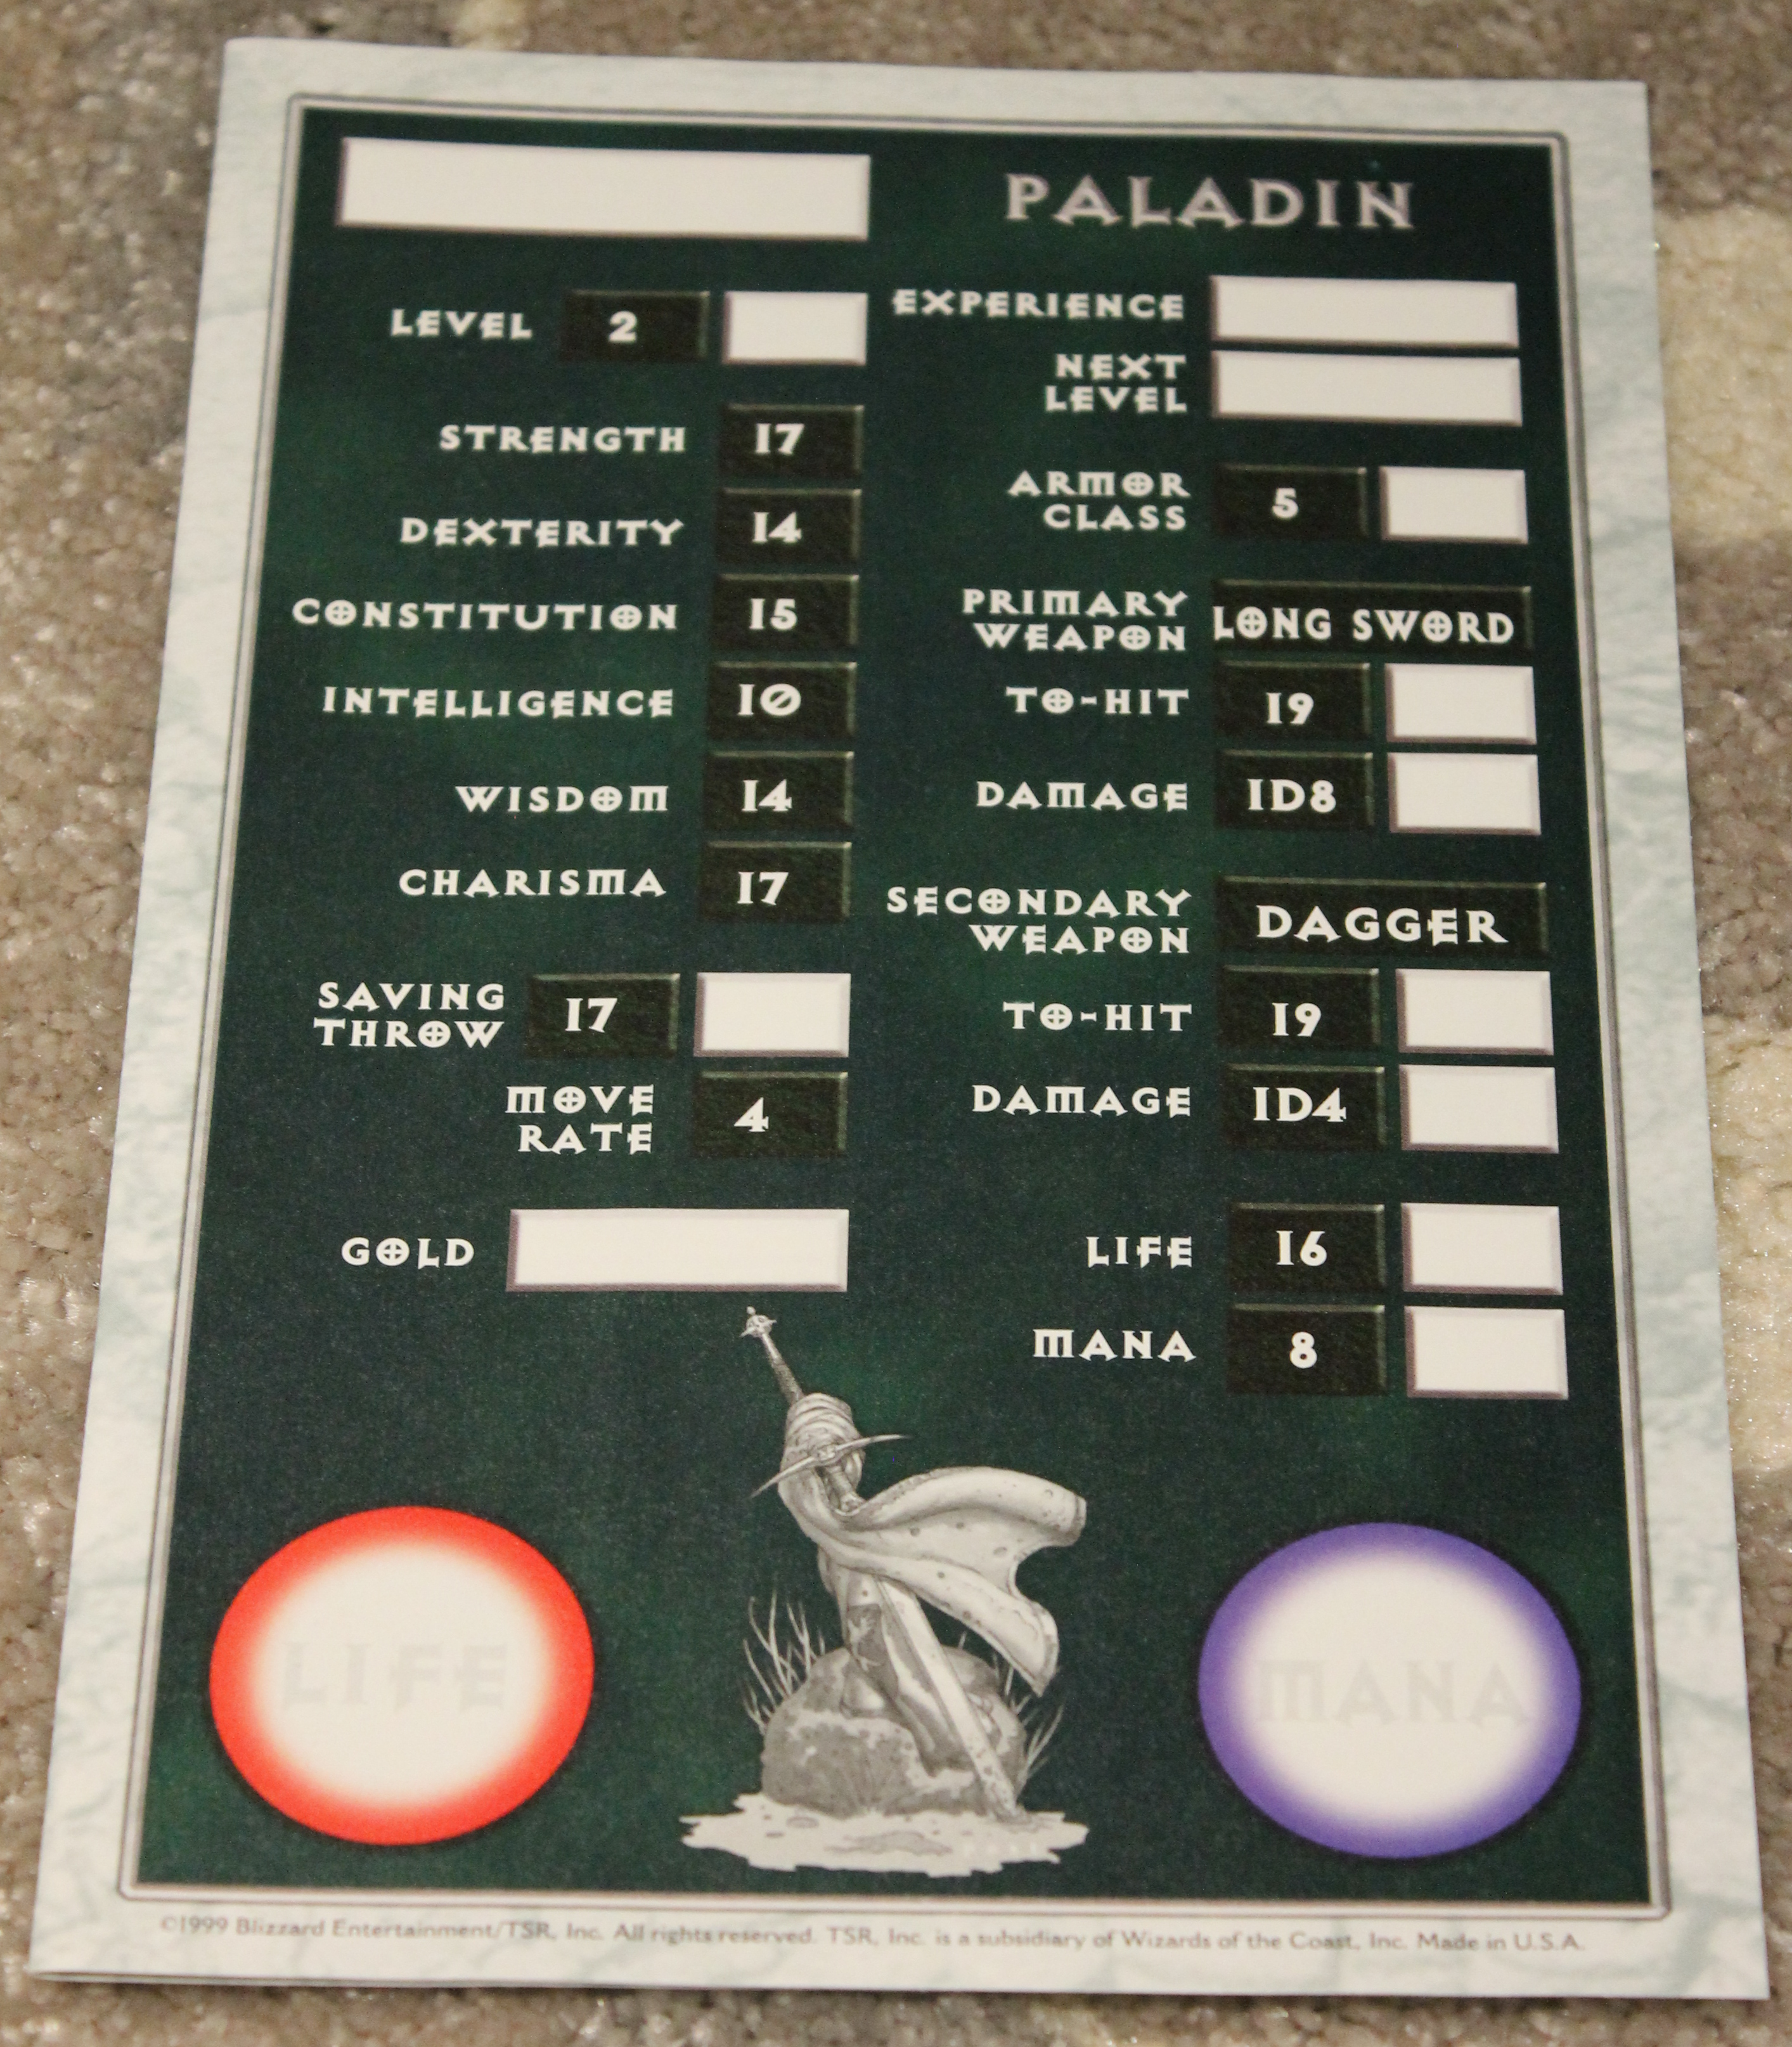 PALADIN
LEVEL 2
EXPERIENCE
NEXT
LEVEL
STRENGTH 17
DEXTERITY 14
CONSTITUTION 15
INTELLIGENCE 10
WISDOM 14
CHARISMA 17
SAVING
THROW 17
MOVE
RATE 4
GOLD
ARMOR
CLASS 5
PRIMARY
WEAPON LONG SWORD
TO-HIT 19
DAMAGE 1D8
SECONDARY
WEAPON DAGGER
TO-HIT 19
DAMAGE 1D4
LIFE 16
MANA 8
LIFE
MANA
©1999 Blizzard Entertainment/TSR, Inc. All rights reserved. TSR, Inc. is a subsidiary of Wizards of the Coast, Inc. Made in U.S.A.